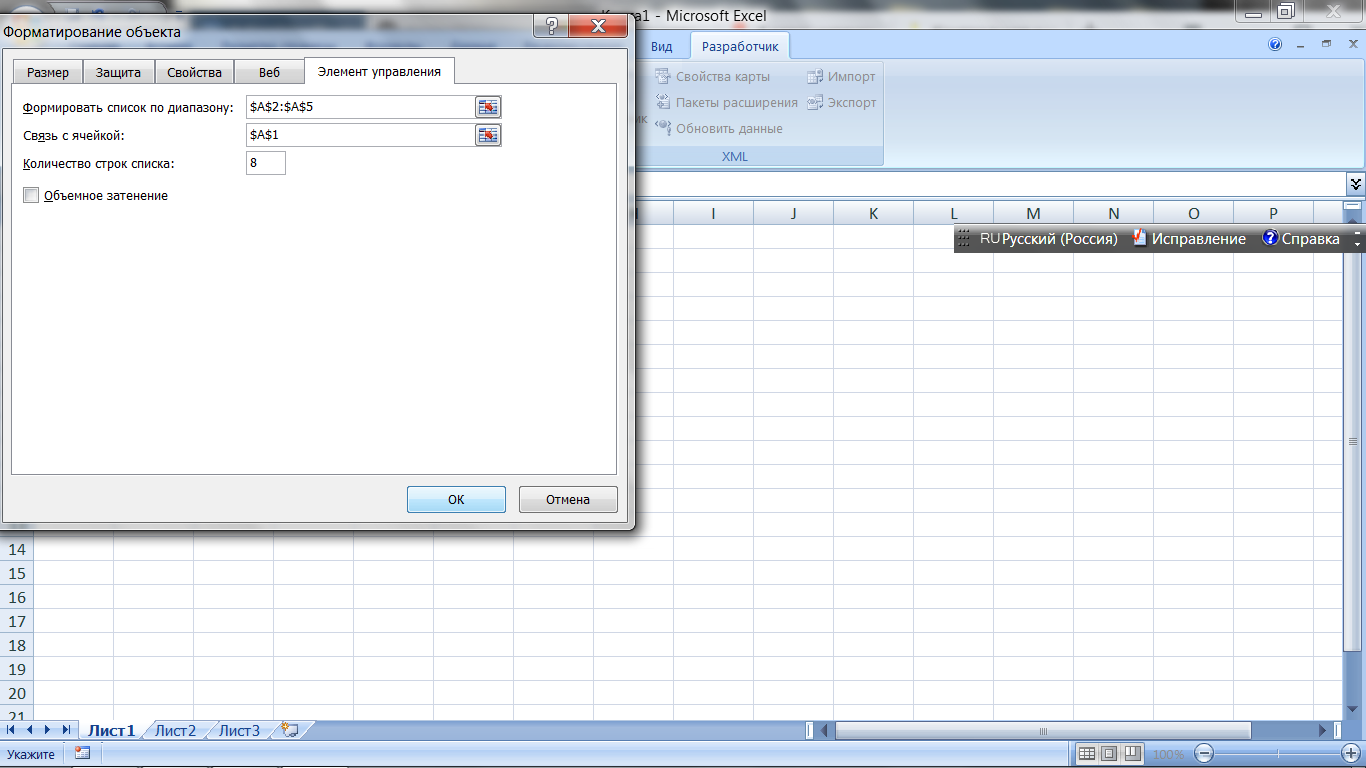 Книга1 - Microsoft Excel
Форматирование объекта
Вид
Разработчик
Размер
Защита
Свойства
Веб
Элемент управления
Формировать список по диапазону:
$A$2:$A$5
Связь с ячейкой:
$A$1
Количество строк списка:
8
Объемное затенение
ОК
Отмена
Свойства карты
Импорт
Пакеты расширения
Экспорт
Обновить данные
XML
I J K L M N O P
RU Русский (Россия) Исправление Справка
14
15
16
17
18
19
20
21
Лист1 Лист2 Лист3
Укажите
100%